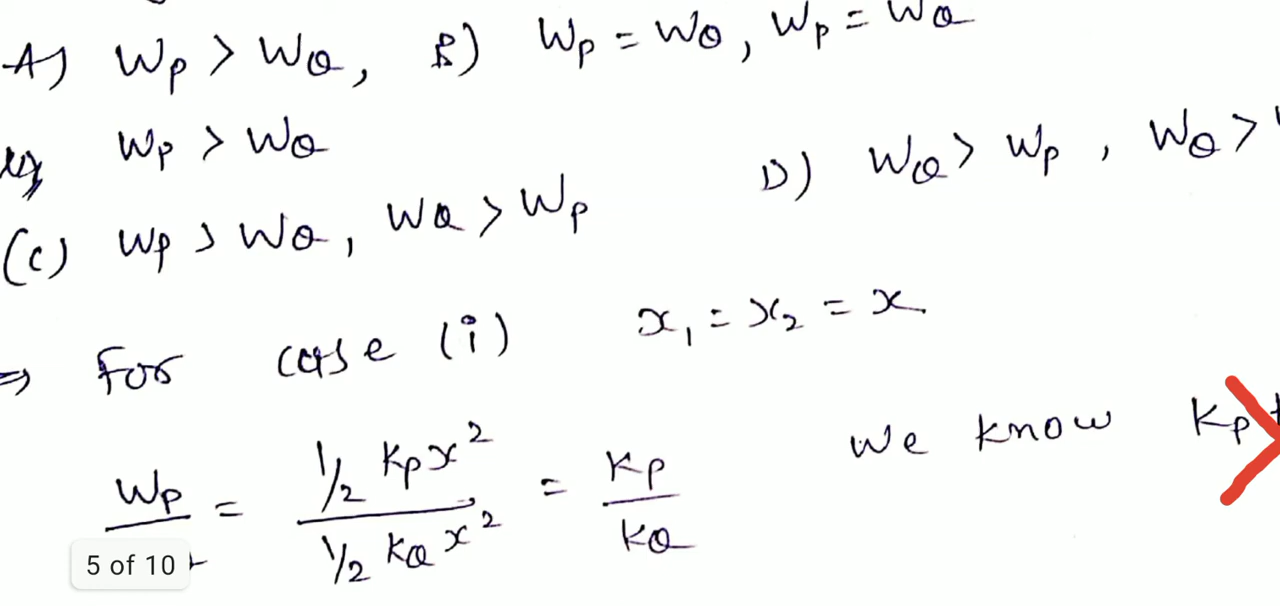 A) Wp > WQ, B) Wp = WQ, Wp = WQ
Wp > WQ
(C) Wp > WQ, WQ > Wp D) WQ > Wp, WQ >
⇒ For case (i) x₁ = x₂ = x
Wp = ½ Kp x² / ½ KQ x² = Kp / KQ We know Kp
5 of 10